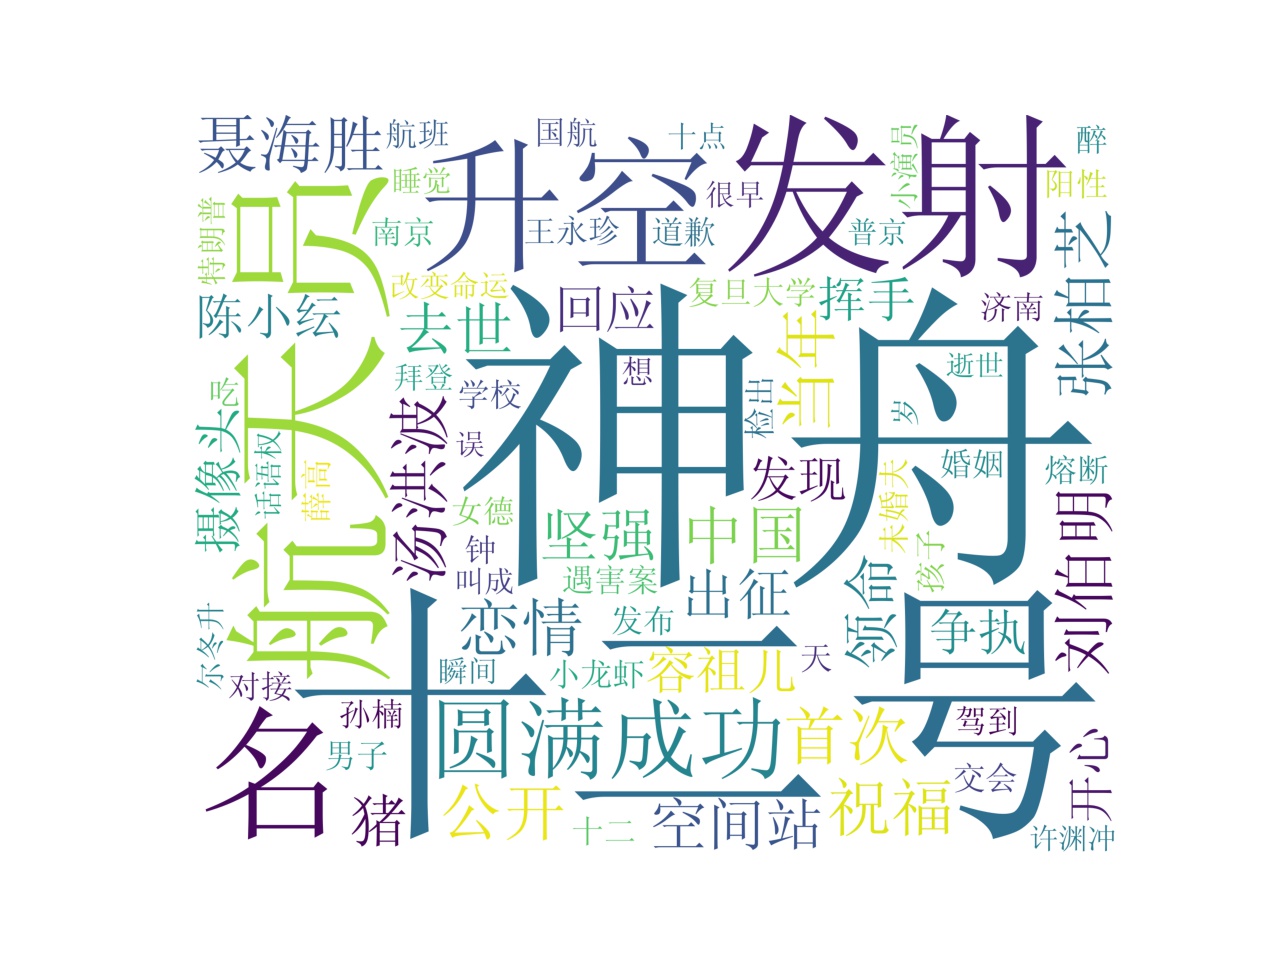 聂海胜
航班
国航
十点
发射
小演员
醉
升空
睡觉
很早
阳性
特朗普
航天员
南京
王永珍
道歉
普京
张柏芝
改变命运
复旦大学
挥手
济南
陈小纭
去世
回应
神舟十二号
当年
逝世
拜登
想
吃
学校
检出
岁
摄像头
话语权
薛高
汤洪波
误
发现
未婚夫
婚姻
熔断
女德
坚强
中国
刘伯明
钟
叫成
遇害案
出征
领命
孩子
尔冬升
恋情
发布
争执
对接
瞬间
小龙虾
容祖儿
天
名
孙楠
圆满成功
首次
驾到
男子
开心
猪
公开
十二
空间站
祝福
交会
许渊冲